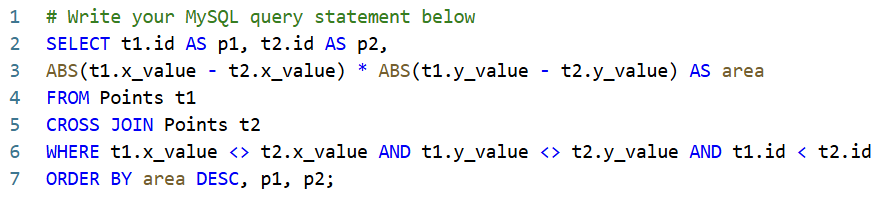 1 # Write your MySQL query statement below
2 SELECT t1.id AS p1, t2.id AS p2,
3 ABS(t1.x_value - t2.x_value) * ABS(t1.y_value - t2.y_value) AS area
4 FROM Points t1
5 CROSS JOIN Points t2
6 WHERE t1.x_value <> t2.x_value AND t1.y_value <> t2.y_value AND t1.id < t2.id
7 ORDER BY area DESC, p1, p2;